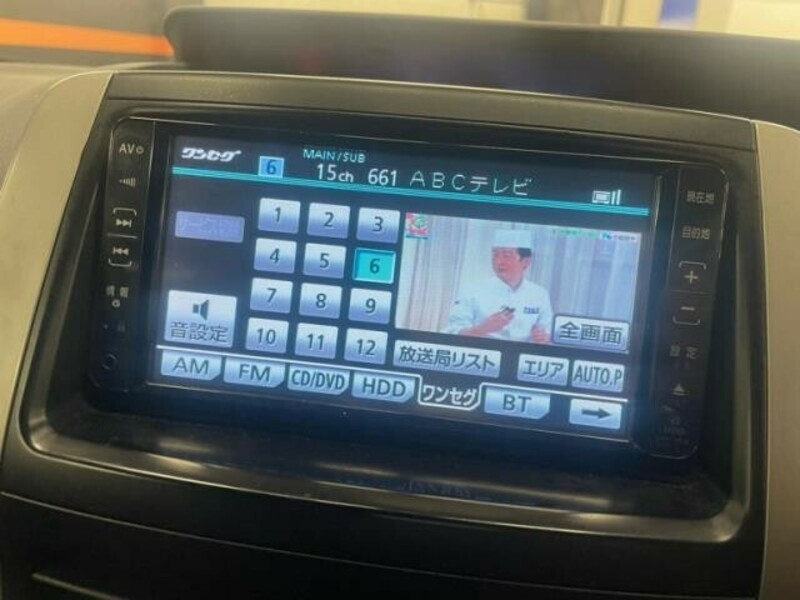 AV
ワンセグ
MAIN/SUB
6 15ch 661 ABCテレビ
現在地
目的地
1 2 3
4 5 6
7 8 9
10 11 12
音設定
全画面
放送局リスト エリア AUTO.P
AM FM CD/DVD HDD ワンセグ BT
設定